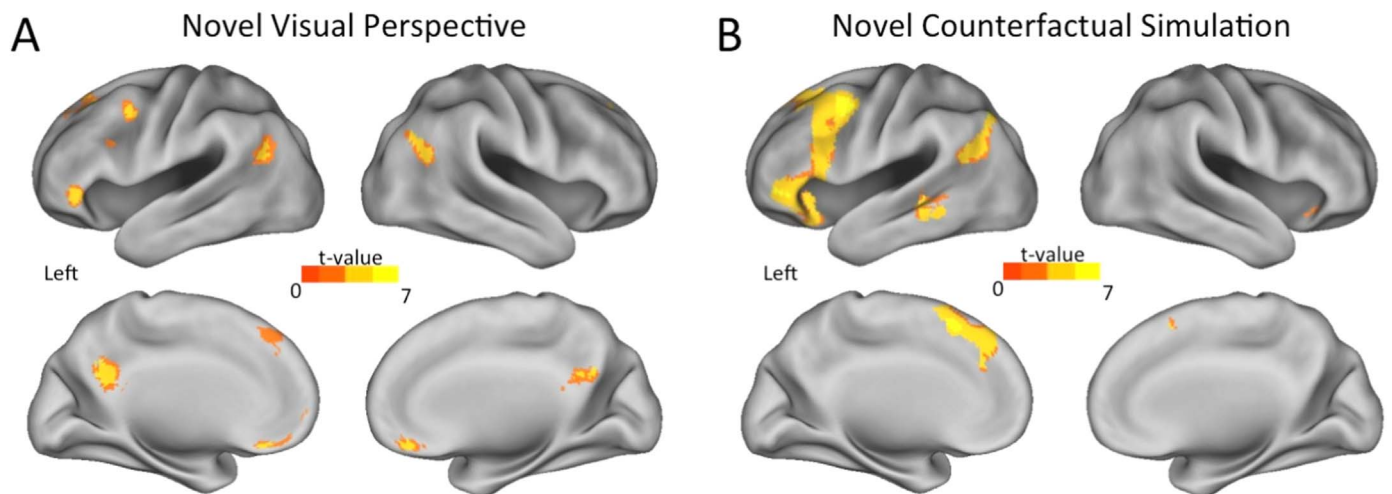 A
Novel Visual Perspective
B
Novel Counterfactual Simulation
Left
t-value
0
7
Left
t-value
0
7